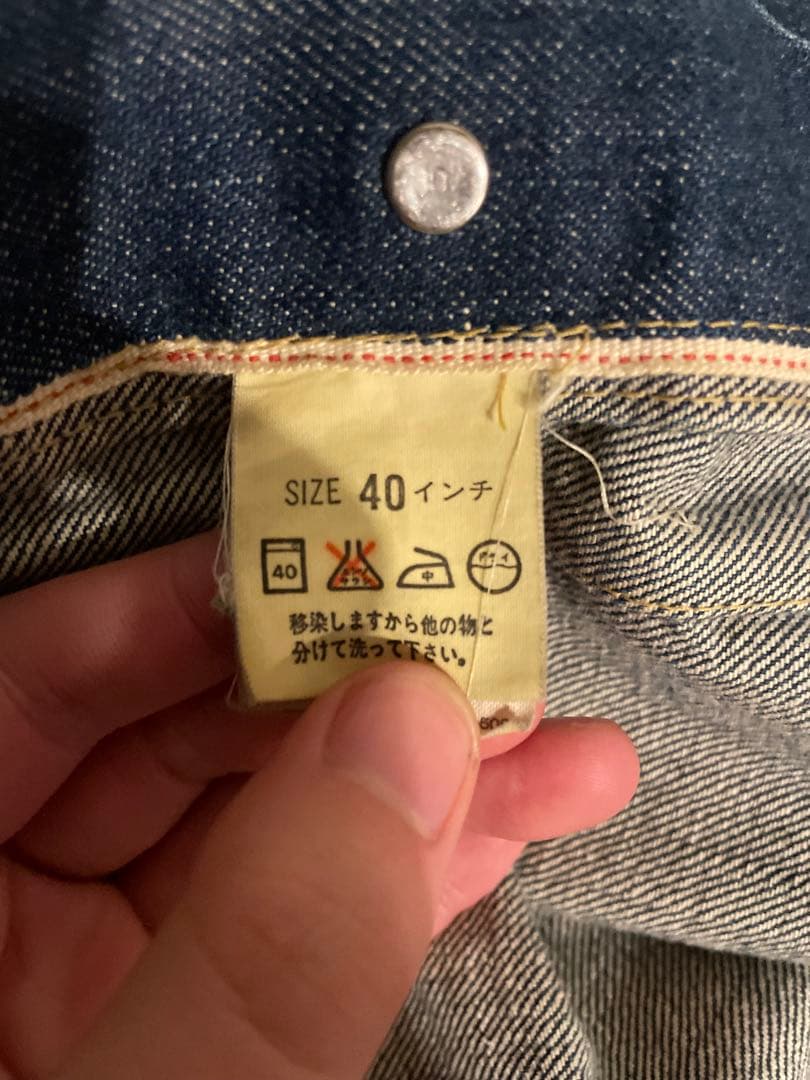 SIZE 40インチ
40 中 ドライ
移染しますから他の物と
分けて洗って下さい。